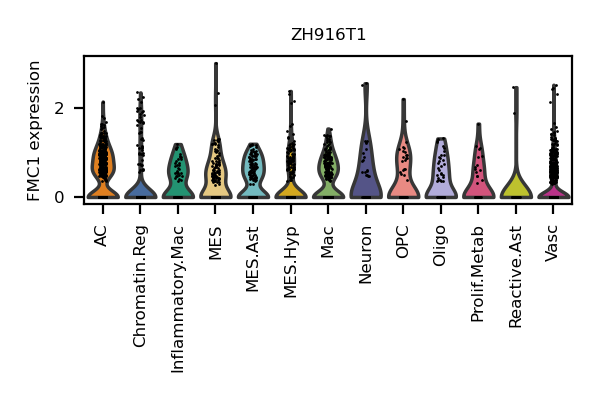 ZH916T1
FMC1 expression
2
0
AC
Chromatin.Reg
Inflammatory.Mac
MES
MES.Ast
MES.Hyp
Mac
Neuron
OPC
Oligo
Prolif.Metab
Reactive.Ast
Vasc